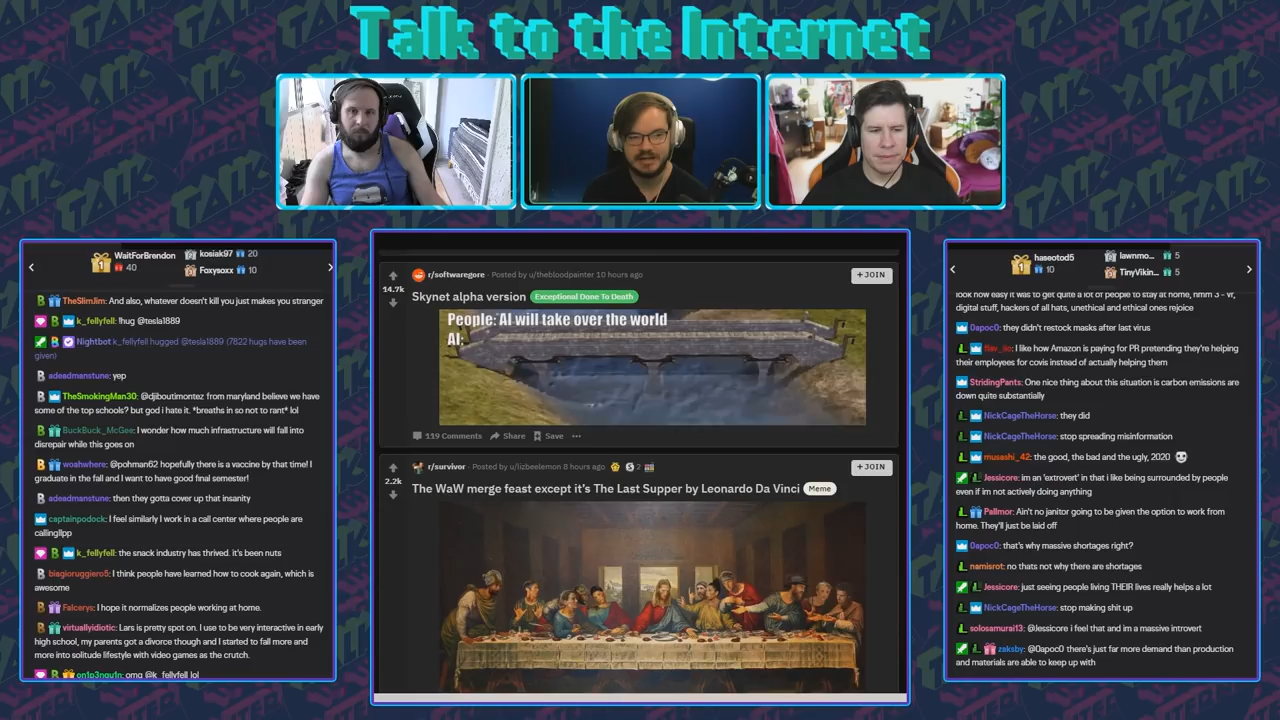 Talk to the Internet
WaitForBrendon
40
kosiak97 20
Foxysoxx 10
TheSlimJim: And also, whatever doesn't kill you just makes you stranger
k_fellyfell: !hug @tesla1889
Nightbot k_fellyfell hugged @tesla1889 (7822 hugs have been
given)
adeadmanstune: yep
TheSmokingMan30: @djiboutimontez from maryland believe we have
some of the top schools? but god i hate it. *breaths in so not to rant* lol
BuckBuck_McGee: I wonder how much infrastructure will fall into
disrepair while this goes on
woahwhere: @pohman62 hopefully there is a vaccine by that time! I
graduate in the fall and I want to have good final semester!
adeadmanstune: then they gotta cover up that insanity
captainpodock: I feel similarly I work in a call center where people are
callingllpp
k_fellyfell: the snack industry has thrived. it's been nuts
biagioruggiero5: I think people have learned how to cook again, which is
awesome
Falcerys: I hope it normalizes people working at home.
virtuallyidiotic: Lars is pretty spot on. I use to be very interactive in early
high school, my parents got a divorce though and I started to fall more and
more into solitude lifestyle with video games as the crutch.
on1p3ngu1n: omg @k_fellyfell lol
r/softwaregore · Posted by u/thebloodpainter 10 hours ago
+ JOIN
14.7k
Skynet alpha version Exceptional Done To Death
People: AI will take over the world
AI:
119 Comments Share Save
r/survivor · Posted by u/lizbeelemon 8 hours ago 2
+ JOIN
2.2k
The WaW merge feast except it's The Last Supper by Leonardo Da Vinci Meme
haseotod5
10
lawnmo... 5
TinyVikin... 5
look how easy it was to get quite a lot of people to stay at home, hmm 3 - vr,
digital stuff, hackers of all hats, unethical and ethical ones rejoice
0apoc0: they didn't restock masks after last virus
I like how Amazon is paying for PR pretending they're helping
their employees for covis instead of actually helping them
StridingPants: One nice thing about this situation is carbon emissions are
down quite substantially
NickCageTheHorse: they did
NickCageTheHorse: stop spreading misinformation
musashi_42: the good, the bad and the ugly, 2020
Jessicore: im an 'extrovert' in that i like being surrounded by people
even if im not actively doing anything
Pallmor: Ain't no janitor going to be given the option to work from
home. They'll just be laid off
0apoc0: that's why massive shortages right?
namisrot: no thats not why there are shortages
Jessicore: just seeing people living THEIR lives really helps a lot
NickCageTheHorse: stop making shit up
solosamurai13: @Jessicore i feel that and im a massive introvert
zaksby: @0apoc0 there's just far more demand than production
and materials are able to keep up with